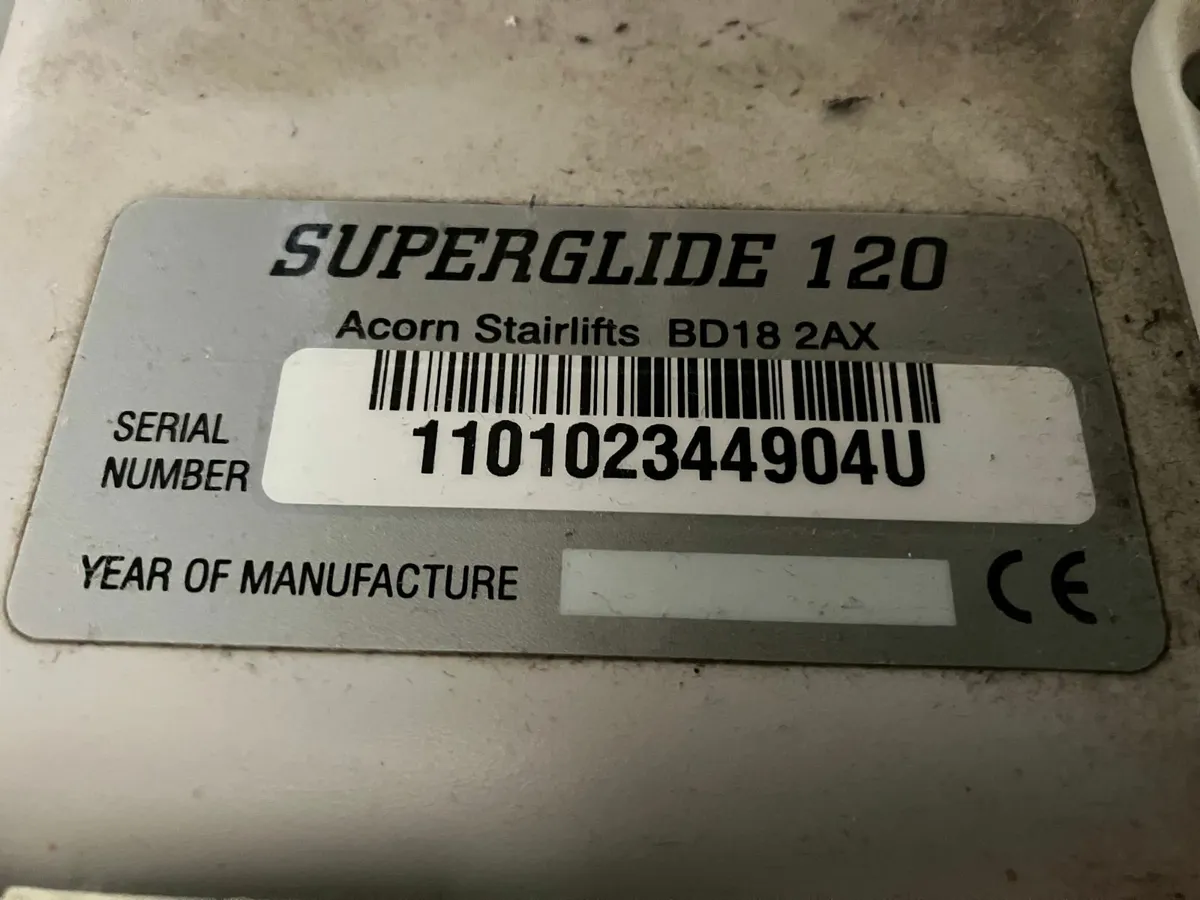 SUPERGLIDE 120
Acorn Stairlifts BD18 2AX
SERIAL NUMBER
110102344904U
YEAR OF MANUFACTURE
CE